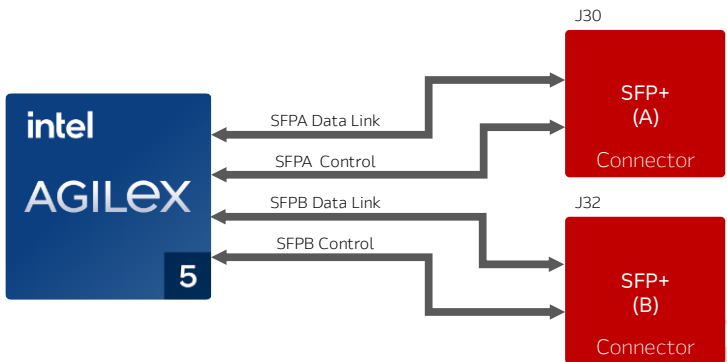 J30
SFP+
(A)
Connector
SFPA Data Link
SFPA Control
SFPB Data Link
SFPB Control
intel
AGILEX
5
J32
SFP+
(B)
Connector